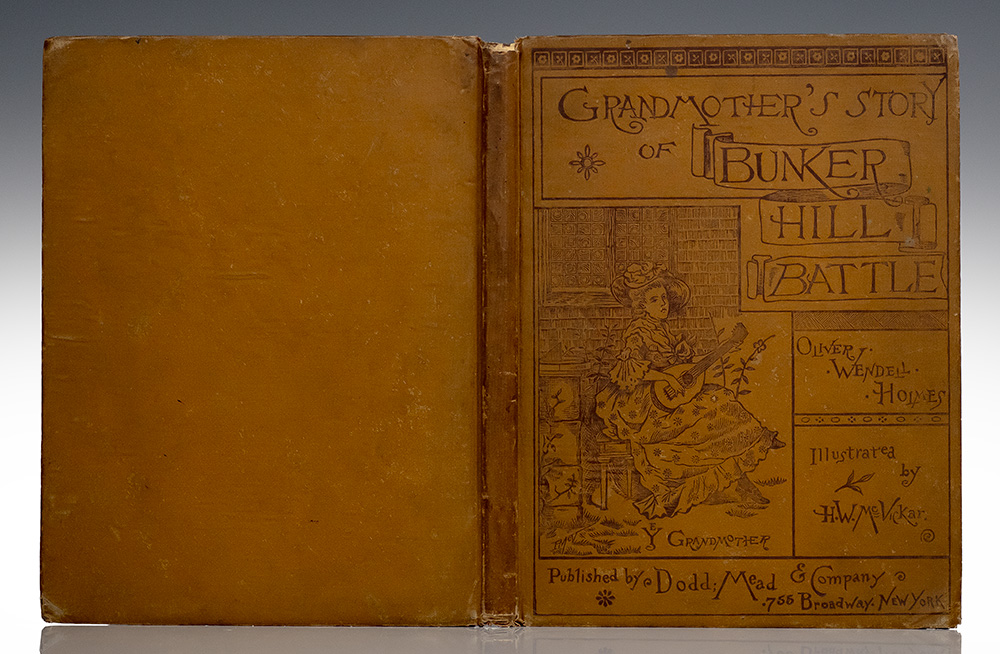 GRANDMOTHER'S STORY
OF BUNKER
HILL
BATTLE
OLIVER.
WENDELL.
.HOLMES
Illustrated
by
H.W. McVickar.
Ye GRANDMOTHER
Published by Dodd; Mead & Company
.755 Broadway. NEW YORK